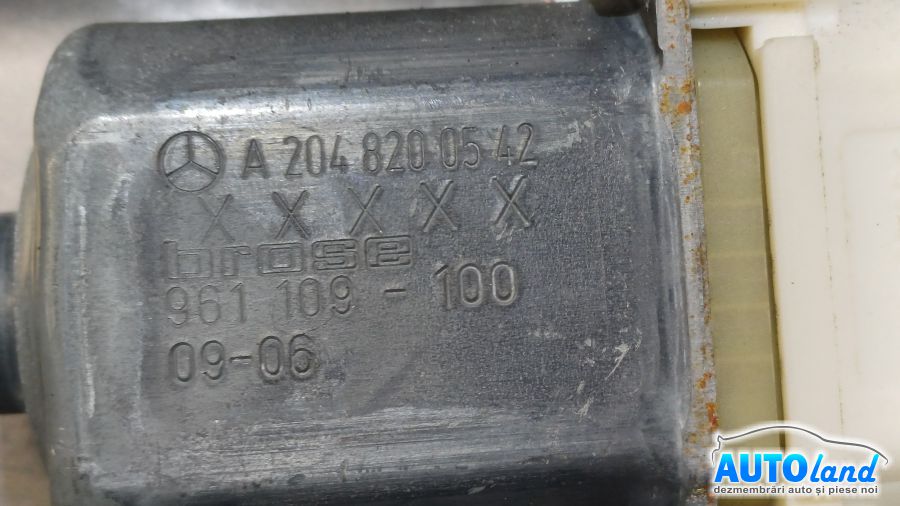 A 204 820 05 42
X X X X X
brose
961 109 - 100
09-06
AUTOland
dezmembrări auto și piese noi